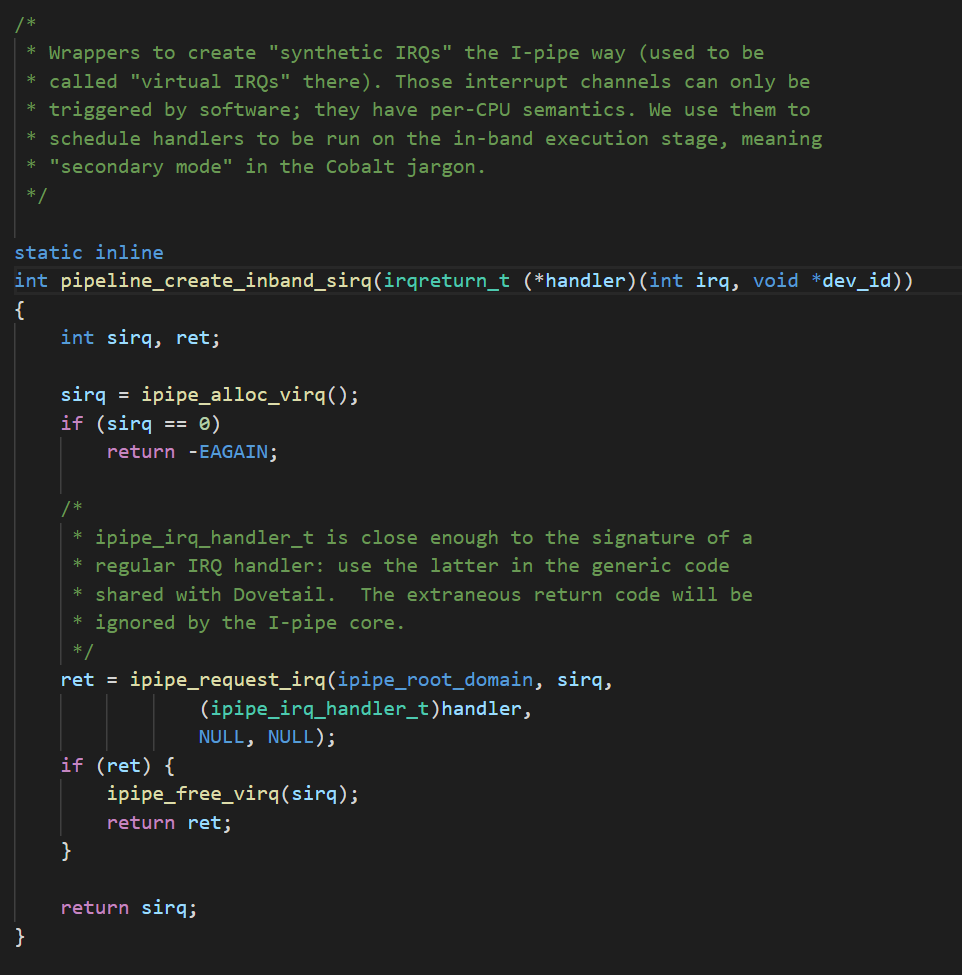 /*
 * Wrappers to create "synthetic IRQs" the I-pipe way (used to be
 * called "virtual IRQs" there). Those interrupt channels can only be
 * triggered by software; they have per-CPU semantics. We use them to
 * schedule handlers to be run on the in-band execution stage, meaning
 * "secondary mode" in the Cobalt jargon.
 */

static inline
int pipeline_create_inband_sirq(irqreturn_t (*handler)(int irq, void *dev_id))
{
    int sirq, ret;

    sirq = ipipe_alloc_virq();
    if (sirq == 0)
        return -EAGAIN;

    /*
     * ipipe_irq_handler_t is close enough to the signature of a
     * regular IRQ handler: use the latter in the generic code
     * shared with Dovetail.  The extraneous return code will be
     * ignored by the I-pipe core.
     */
    ret = ipipe_request_irq(ipipe_root_domain, sirq,
                (ipipe_irq_handler_t)handler,
                NULL, NULL);
    if (ret) {
        ipipe_free_virq(sirq);
        return ret;
    }

    return sirq;
}